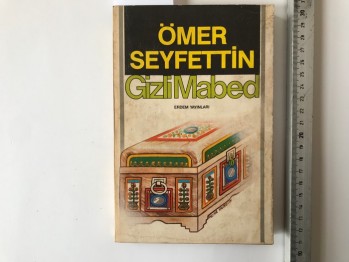 ÖMER
SEYFETTİN
Gizli Mabed
ERDEM YAYINLARI